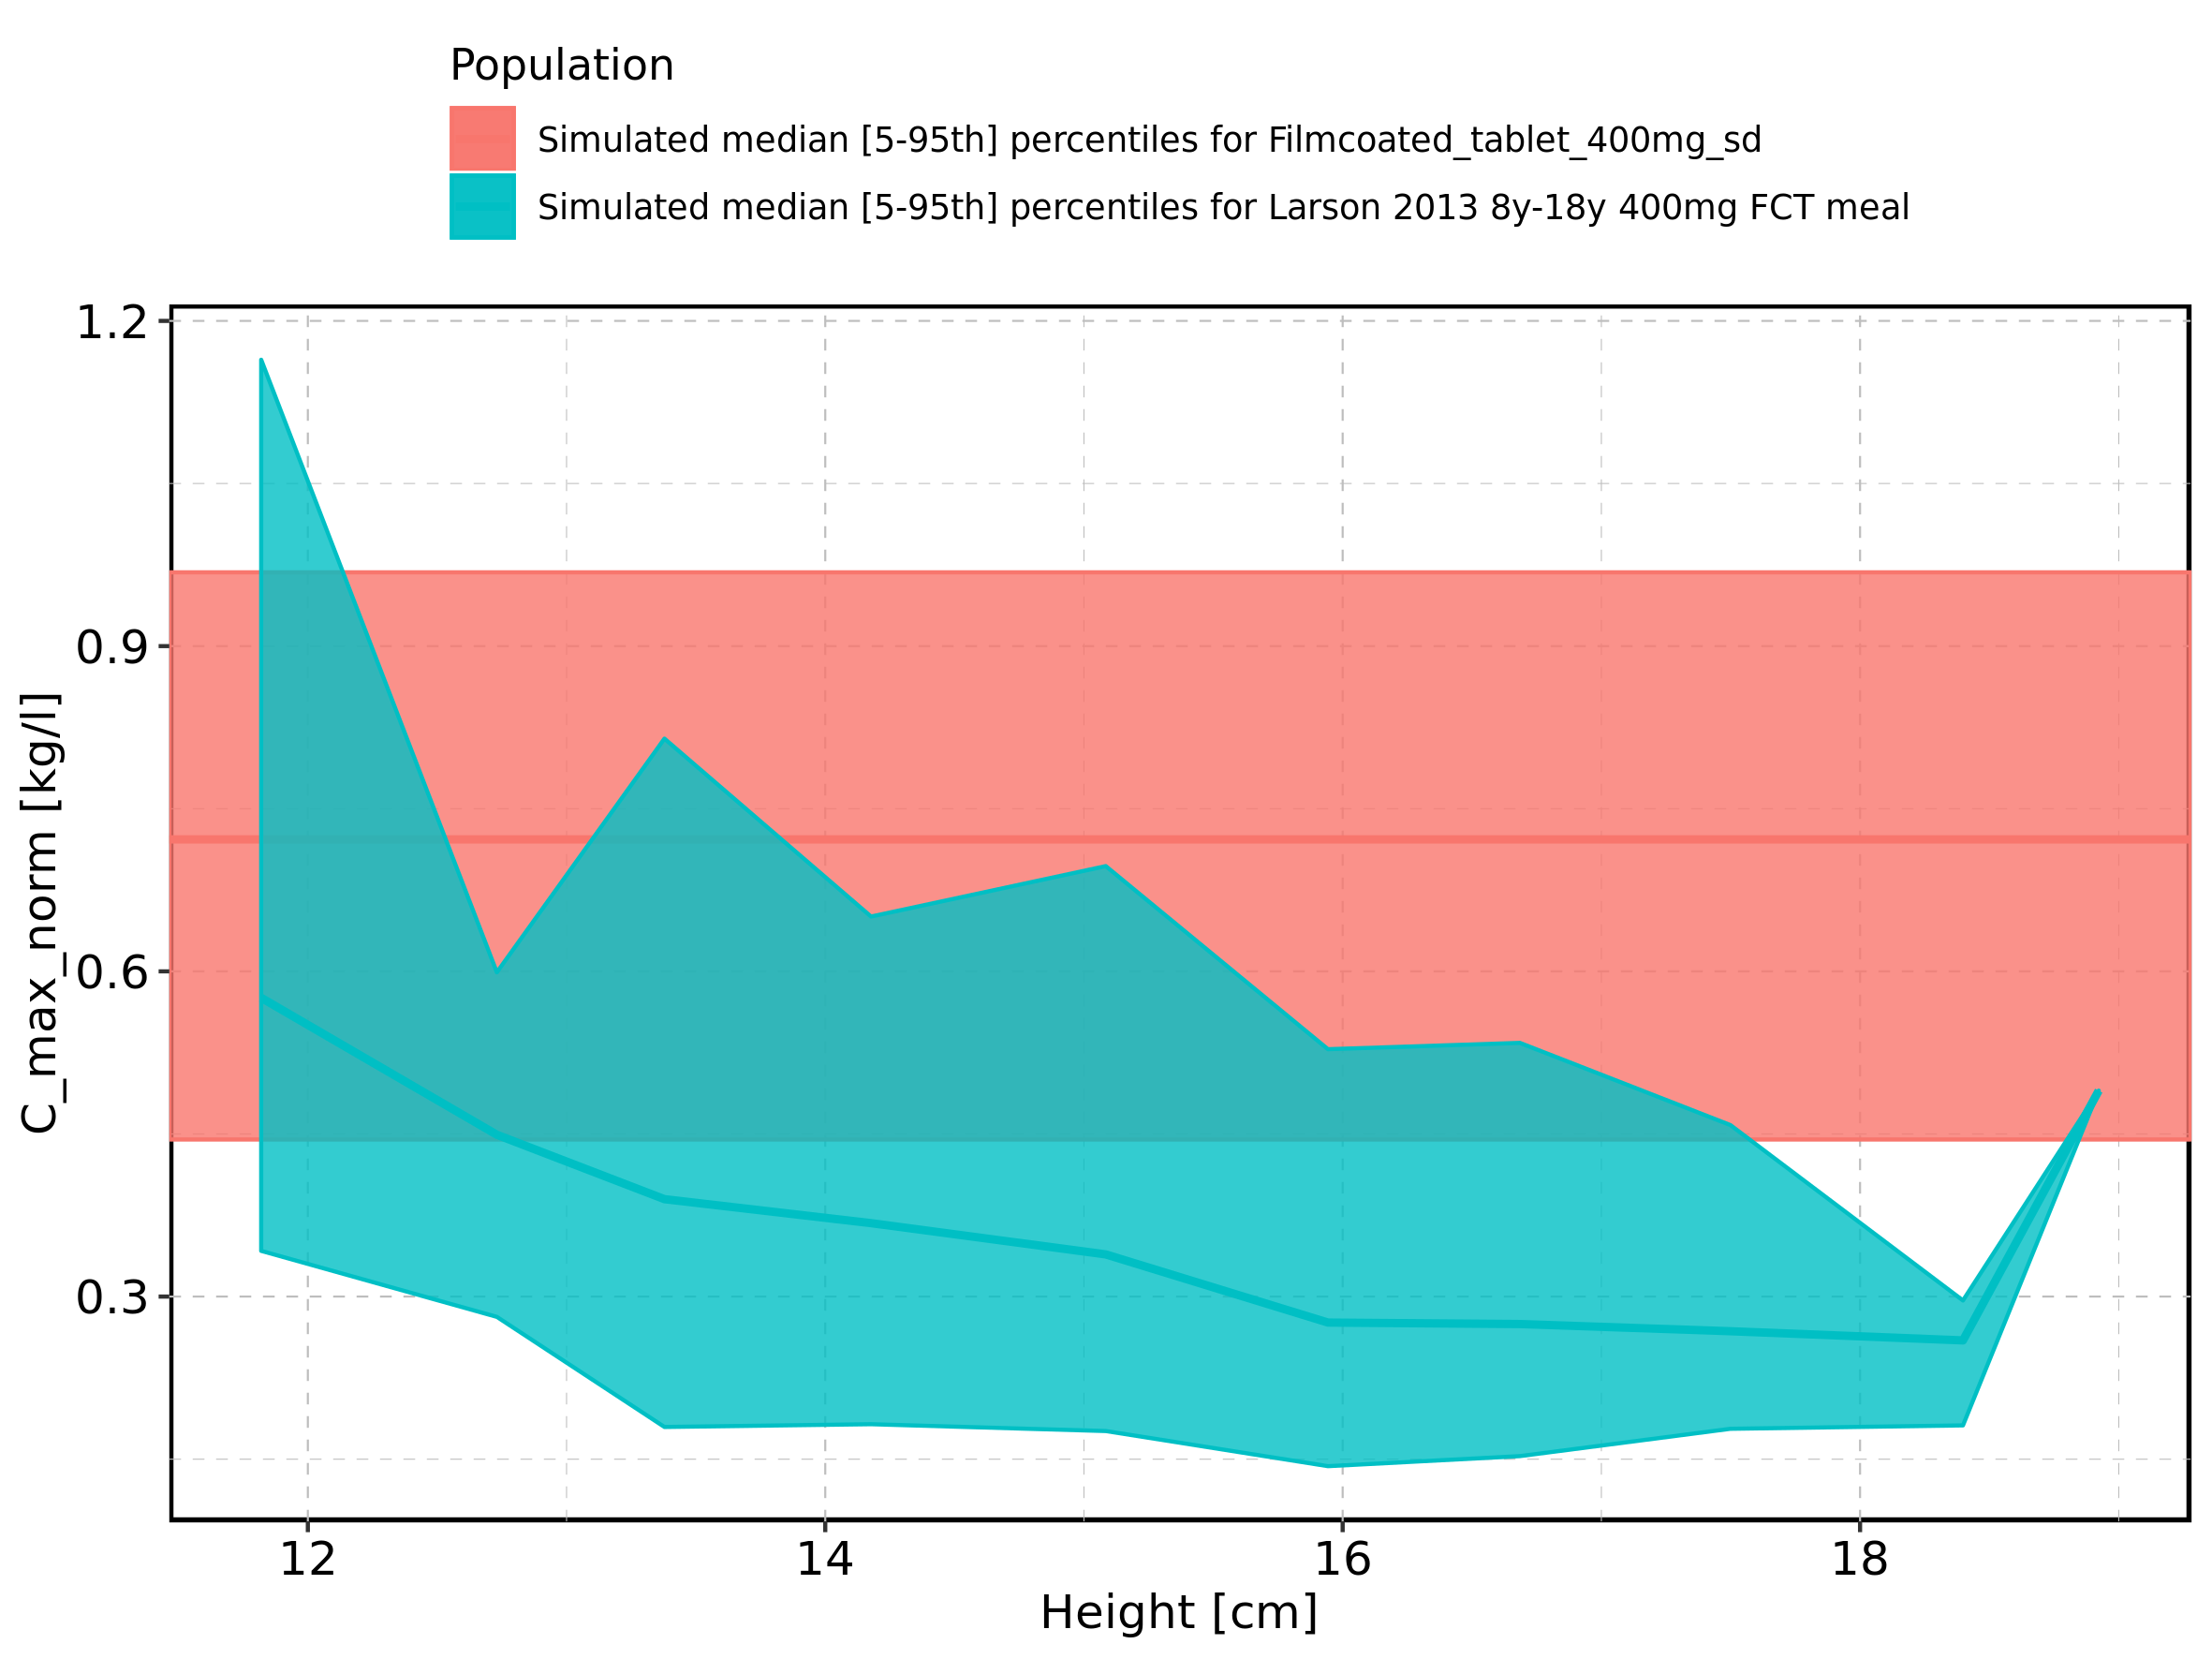 Population
Simulated median [5-95th] percentiles for Filmcoated_tablet_400mg_sd
Simulated median [5-95th] percentiles for Larson 2013 8y-18y 400mg FCT meal
1.2
0.9
0.6
0.3
C_max_norm [kg/l]
12
14
16
18
Height [cm]